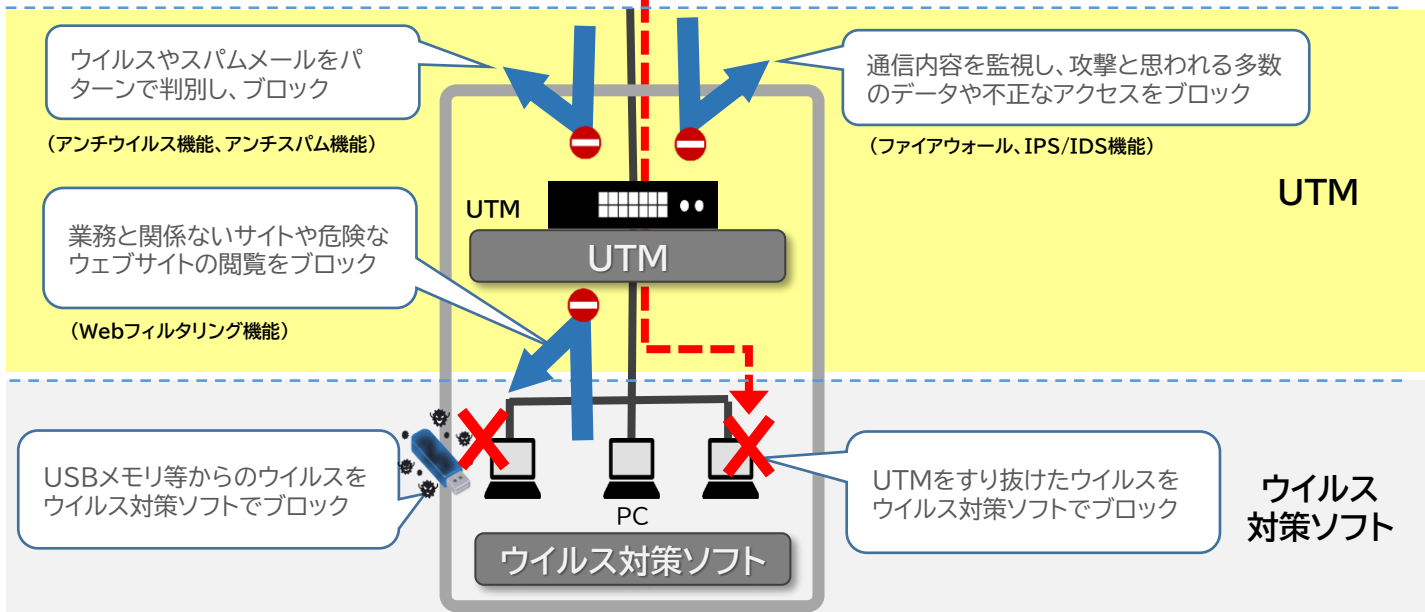 ウイルスやスパムメールをパ
ターンで判別し、ブロック
(アンチウイルス機能、アンチスパム機能)
通信内容を監視し、攻撃と思われる多数
のデータや不正なアクセスをブロック
(ファイアウォール、IPS/IDS機能)
UTM
UTM
UTM
業務と関係ないサイトや危険な
ウェブサイトの閲覧をブロック
(Webフィルタリング機能)
USBメモリ等からのウイルスを
ウイルス対策ソフトでブロック
PC
ウイルス対策ソフト
UTMをすり抜けたウイルスを
ウイルス対策ソフトでブロック
ウイルス
対策ソフト